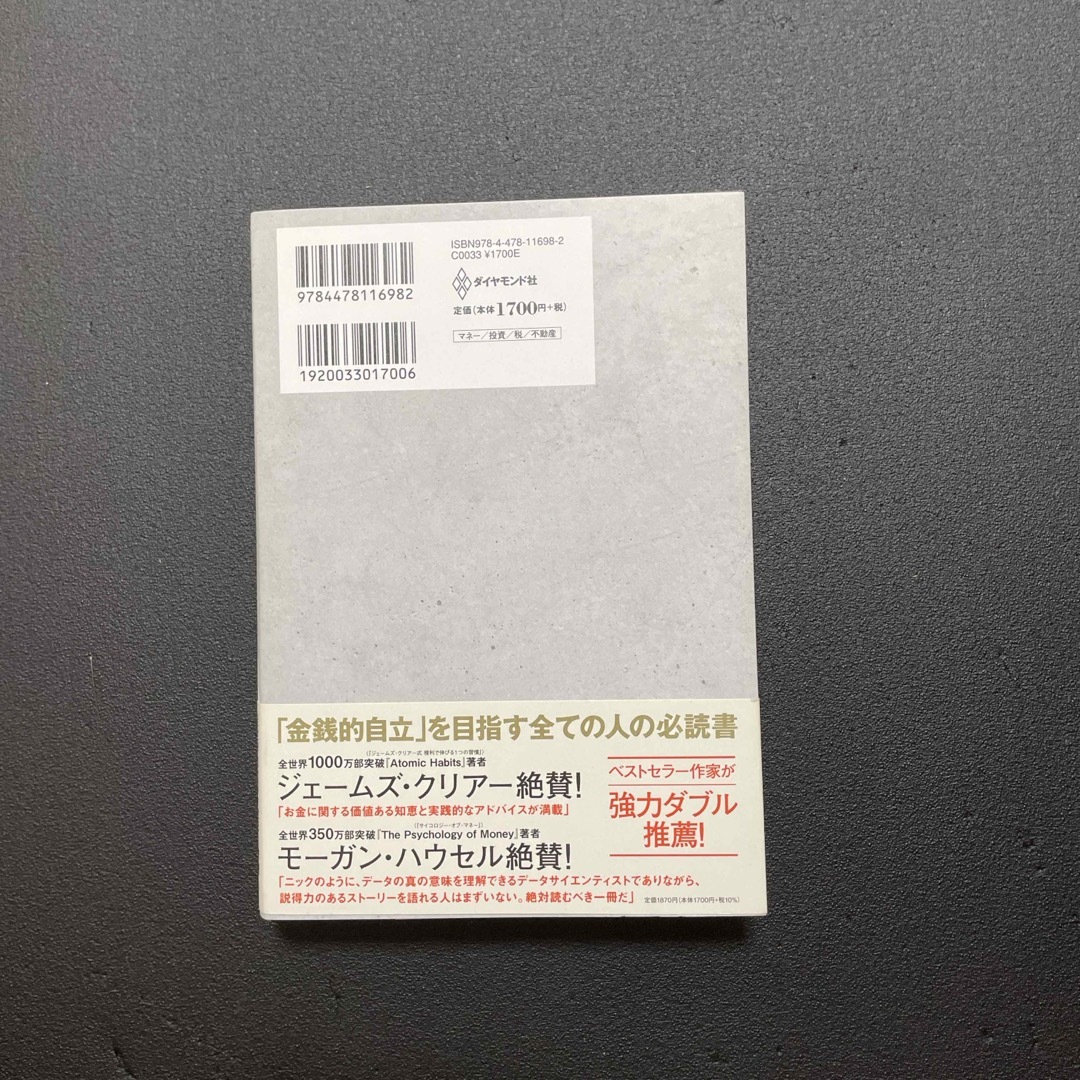 9784478116982
1920033017006
ISBN978-4-478-11698-2
C0033 ¥1700E
ダイヤモンド社
定価(本体1700円+税)
マネー/投資/税/不動産
「金銭的自立」を目指す全ての人の必読書
(『ジェームズ・クリアー式 複利で伸びる1つの習慣』)
全世界1000万部突破『Atomic Habits』著者
ジェームズ・クリアー絶賛!
「お金に関する価値ある知恵と実践的なアドバイスが満載」
(『サイコロジー・オブ・マネー』)
全世界350万部突破『The Psychology of Money』著者
モーガン・ハウセル絶賛!
「ニックのように、データの真の意味を理解できるデータサイエンティストでありながら、
説得力のあるストーリーを語れる人はまずいない。絶対読むべき一冊だ」
ベストセラー作家が
強力ダブル
推薦!
定価1870円(本体1700円+税10%)